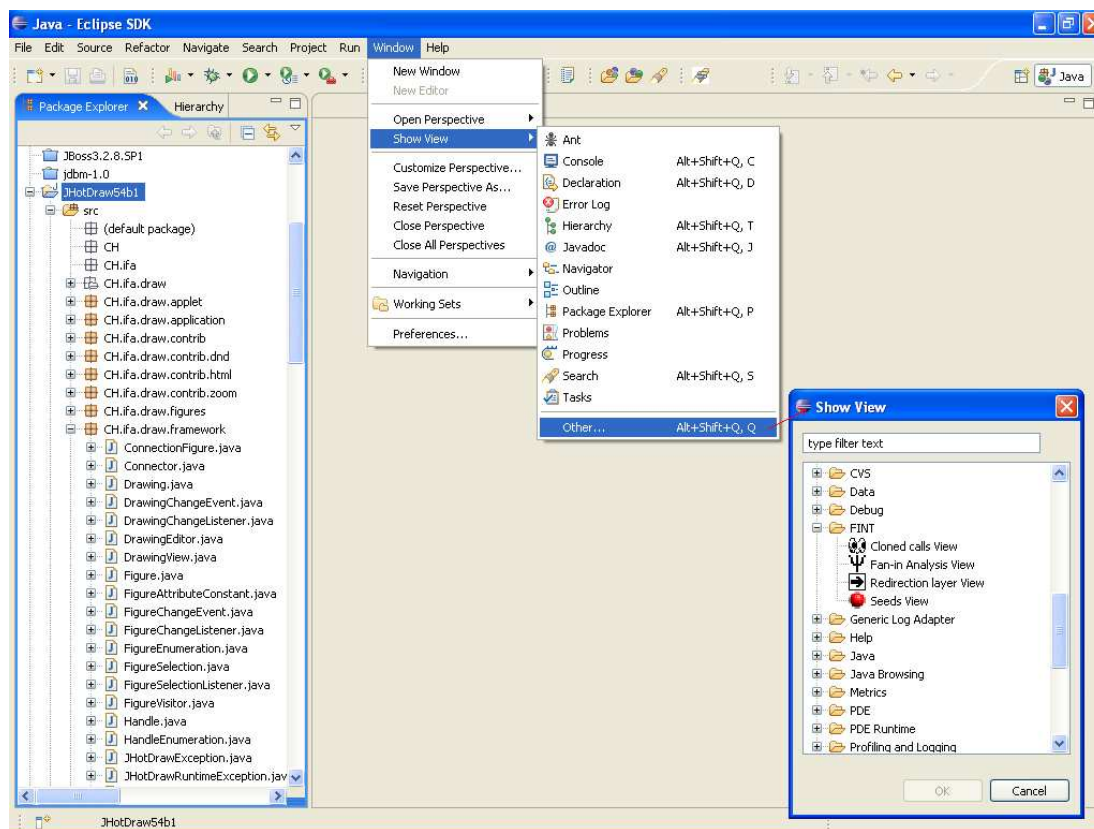 Java - Eclipse SDK
File Edit Source Refactor Navigate Search Project Run Window Help
Java
Package Explorer Hierarchy
JBoss3.2.8.SP1
jdbm-1.0
JHotDraw54b1
src
(default package)
CH
CH.ifa
CH.ifa.draw
CH.ifa.draw.applet
CH.ifa.draw.application
CH.ifa.draw.contrib
CH.ifa.draw.contrib.dnd
CH.ifa.draw.contrib.html
CH.ifa.draw.contrib.zoom
CH.ifa.draw.figures
CH.ifa.draw.framework
ConnectionFigure.java
Connector.java
Drawing.java
DrawingChangeEvent.java
DrawingChangeListener.java
DrawingEditor.java
DrawingView.java
Figure.java
FigureAttributeConstant.java
FigureChangeEvent.java
FigureChangeListener.java
FigureEnumeration.java
FigureSelection.java
FigureSelectionListener.java
FigureVisitor.java
Handle.java
HandleEnumeration.java
JHotDrawException.java
JHotDrawRuntimeException.jav
New Window
New Editor
Open Perspective
Show View
Customize Perspective...
Save Perspective As...
Reset Perspective
Close Perspective
Close All Perspectives
Navigation
Working Sets
Preferences...
Ant
Console Alt+Shift+Q, C
Declaration Alt+Shift+Q, D
Error Log
Hierarchy Alt+Shift+Q, T
Javadoc Alt+Shift+Q, J
Navigator
Outline
Package Explorer Alt+Shift+Q, P
Problems
Progress
Search Alt+Shift+Q, S
Tasks
Other... Alt+Shift+Q, Q
Show View
type filter text
CVS
Data
Debug
FINT
Cloned calls View
Fan-in Analysis View
Redirection layer View
Seeds View
Generic Log Adapter
Help
Java
Java Browsing
Metrics
PDE
PDE Runtime
Profiling and Logging
OK Cancel
JHotDraw54b1